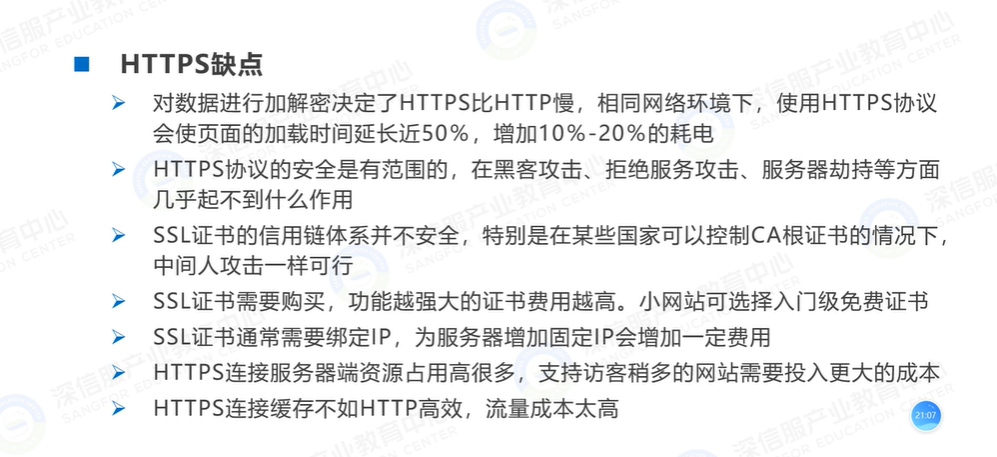 HTTPS缺点
对数据进行加解密决定了HTTPS比HTTP慢，相同网络环境下，使用HTTPS协议
会使页面的加载时间延长近50%，增加10%-20%的耗电
HTTPS协议的安全是有范围的，在黑客攻击、拒绝服务攻击、服务器劫持等方面
几乎起不到什么作用
SSL证书的信用链体系并不安全，特别是在某些国家可以控制CA根证书的情况下，
中间人攻击一样可行
SSL证书需要购买，功能越强大的证书费用越高。小网站可选择入门级免费证书
SSL证书通常需要绑定IP，为服务器增加固定IP会增加一定费用
HTTPS连接服务器端资源占用高很多，支持访客稍多的网站需要投入更大的成本
HTTPS连接缓存不如HTTP高效，流量成本太高
21:07
深信服产业教育中心
SANGFOR EDUCATION CENTER